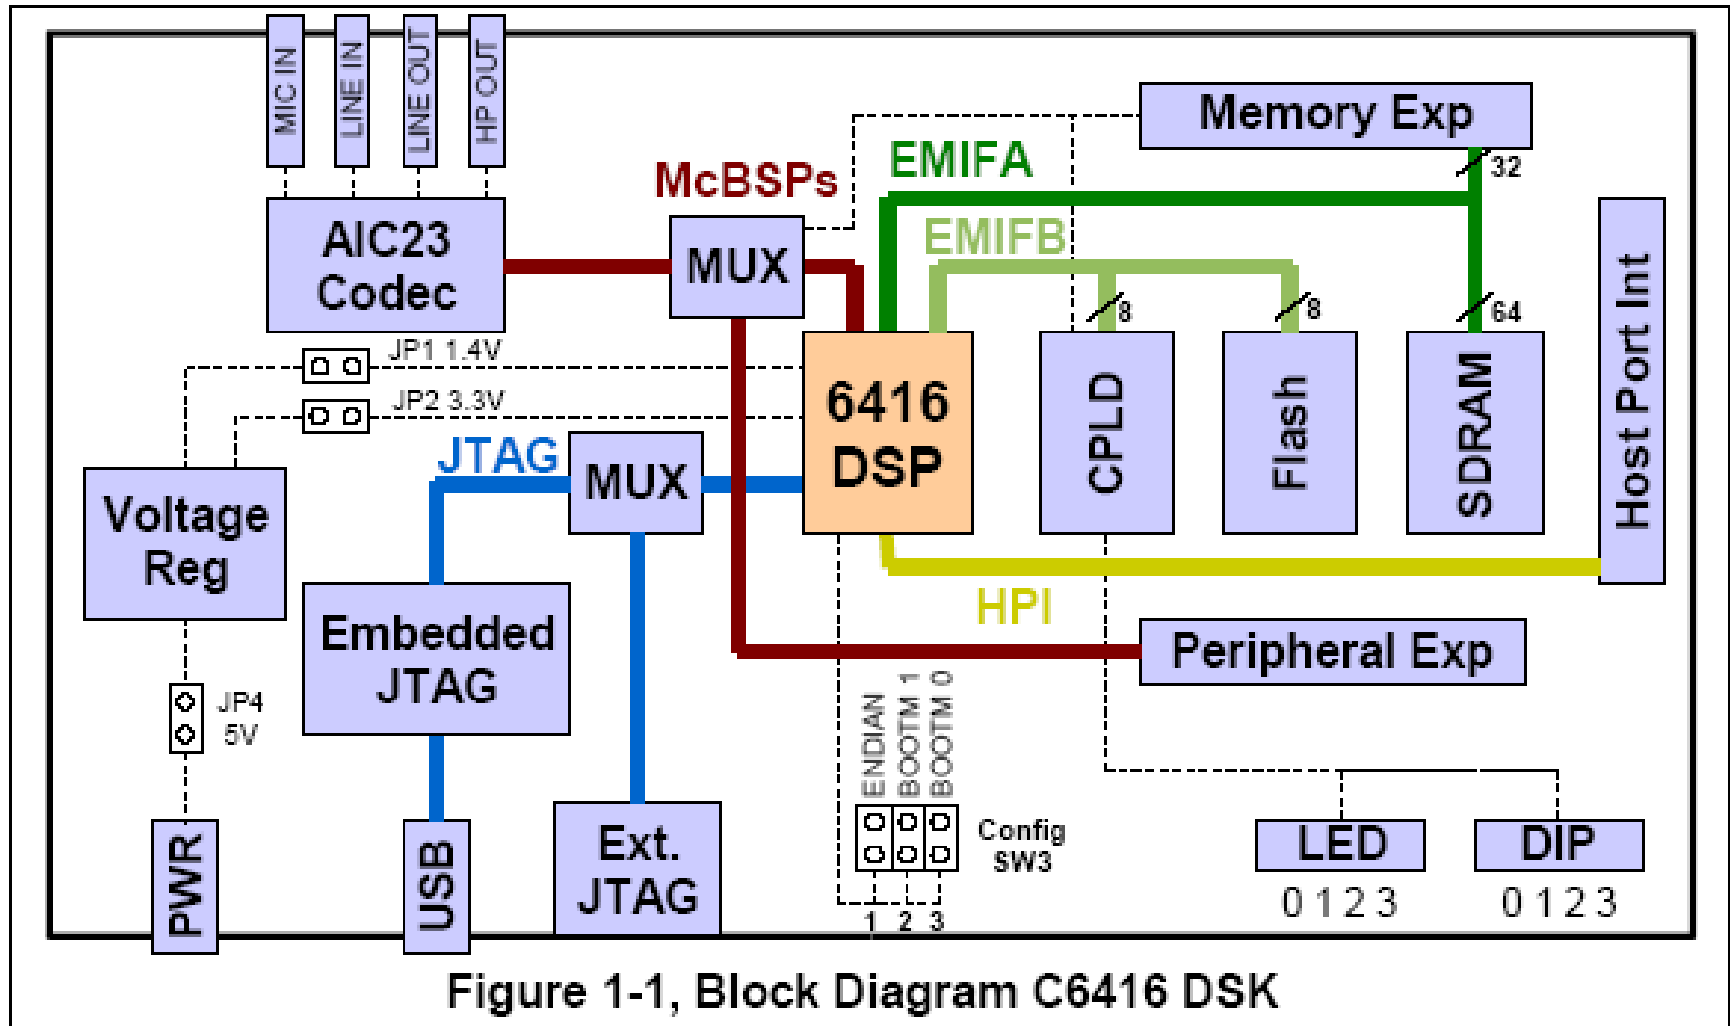 MIC IN
LINE IN
LINE OUT
HP OUT
Memory Exp
32
EMIFA
McBSPs
AIC23
Codec
MUX
EMIFB
8
8
64
Host Port Int
JP1 1.4V
JP2 3.3V
6416
DSP
CPLD
Flash
SDRAM
JTAG
MUX
Voltage
Reg
HPI
Embedded
JTAG
Peripheral Exp
JP4
5V
ENDIAN
BOOTM 1
BOOTM 0
Config
SW3
PWR
USB
Ext.
JTAG
1 2 3
LED
0 1 2 3
DIP
0 1 2 3
Figure 1-1, Block Diagram C6416 DSK